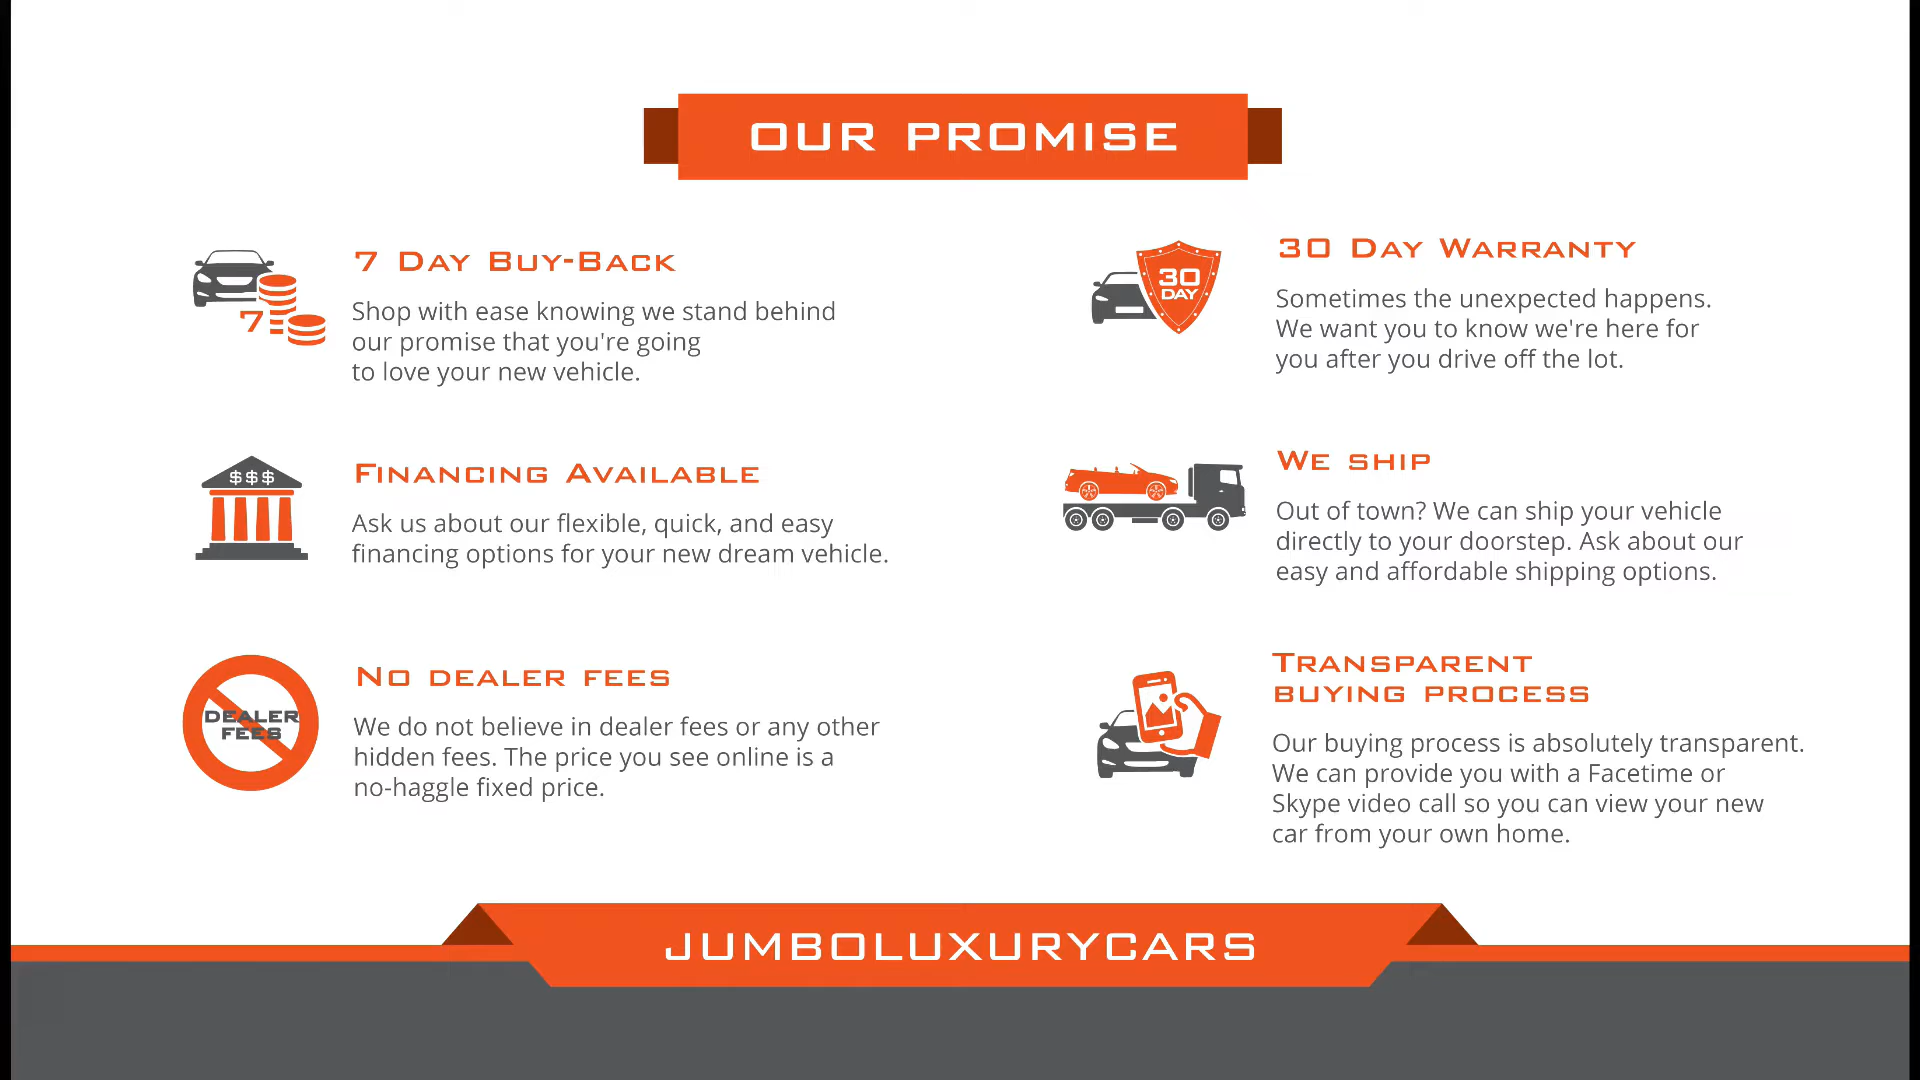 OUR PROMISE
7 DAY BUY-BACK
Shop with ease knowing we stand behind
our promise that you're going
to love your new vehicle.
7
$$$
FINANCING AVAILABLE
Ask us about our flexible, quick, and easy
financing options for your new dream vehicle.
DEALER
FEES
NO DEALER FEES
We do not believe in dealer fees or any other
hidden fees. The price you see online is a
no-haggle fixed price.
30
DAY
30 DAY WARRANTY
Sometimes the unexpected happens.
We want you to know we're here for
you after you drive off the lot.
WE SHIP
Out of town? We can ship your vehicle
directly to your doorstep. Ask about our
easy and affordable shipping options.
TRANSPARENT
BUYING PROCESS
Our buying process is absolutely transparent.
We can provide you with a Facetime or
Skype video call so you can view your new
car from your own home.
JUMBOLUXURYCARS